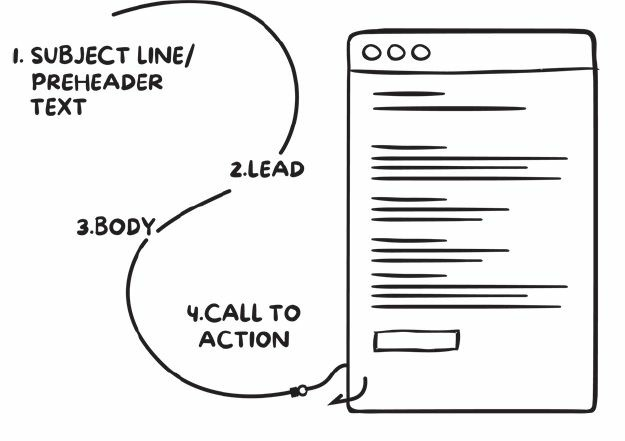 1. SUBJECT LINE/
PREHEADER
TEXT
2.LEAD
3.BODY
4.CALL TO
ACTION